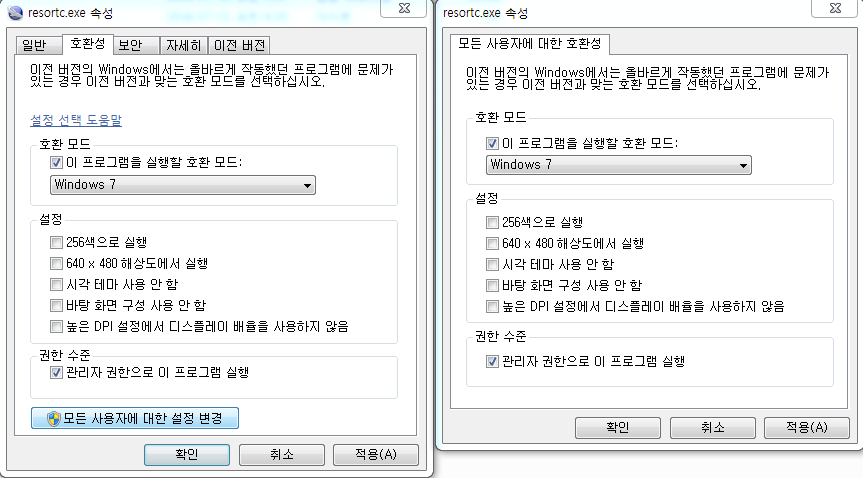 resortc.exe 속성
일반
호환성
보안
자세히
이전 버전
이전 버전의 Windows에서는 올바르게 작동했던 프로그램에 문제가
있는 경우 이전 버전과 맞는 호환 모드를 선택하십시오.
설정 선택 도움말
호환 모드
이 프로그램을 실행할 호환 모드:
Windows 7
설정
256색으로 실행
640 x 480 해상도에서 실행
시각 테마 사용 안 함
바탕 화면 구성 사용 안 함
높은 DPI 설정에서 디스플레이 배율을 사용하지 않음
권한 수준
관리자 권한으로 이 프로그램 실행
모든 사용자에 대한 설정 변경
확인
취소
적용(A)
resortc.exe 속성
모든 사용자에 대한 호환성
이전 버전의 Windows에서는 올바르게 작동했던 프로그램에 문제가
있는 경우 이전 버전과 맞는 호환 모드를 선택하십시오.
호환 모드
이 프로그램을 실행할 호환 모드:
Windows 7
설정
256색으로 실행
640 x 480 해상도에서 실행
시각 테마 사용 안 함
바탕 화면 구성 사용 안 함
높은 DPI 설정에서 디스플레이 배율을 사용하지 않음
권한 수준
관리자 권한으로 이 프로그램 실행
확인
취소
적용(A)